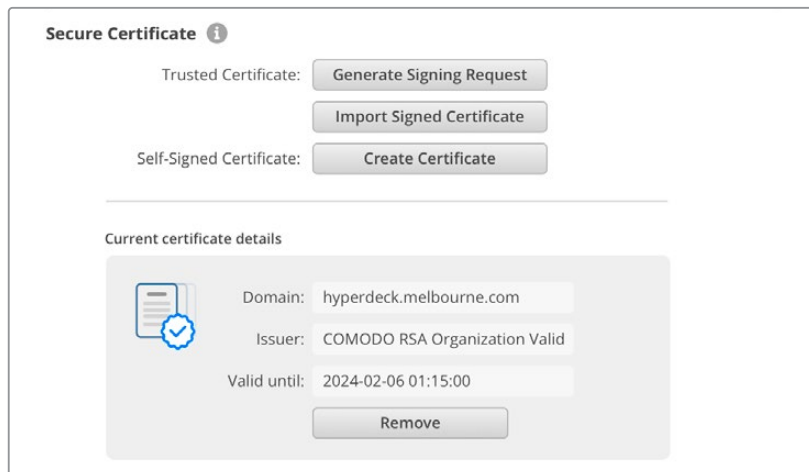 Secure Certificate
Trusted Certificate: Generate Signing Request
Import Signed Certificate
Self-Signed Certificate: Create Certificate
Current certificate details
Domain: hyperdeck.melbourne.com
Issuer: COMODO RSA Organization Valid
Valid until: 2024-02-06 01:15:00
Remove